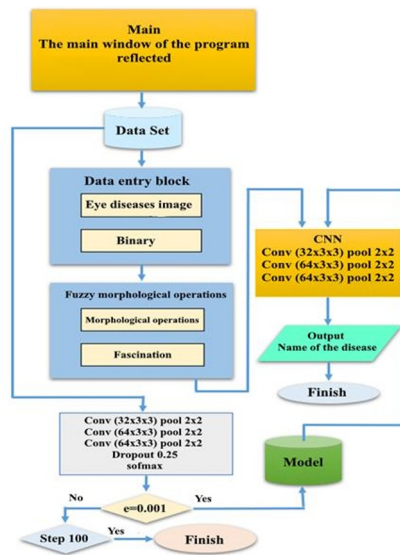 Main
The main window of the program
reflected
Data Set
Data entry block
Eye diseases image
Binary
Fuzzy morphological operations
Morphological operations
Fascination
CNN
Conv (32x3x3) pool 2x2
Conv (64x3x3) pool 2x2
Conv (64x3x3) pool 2x2
Output
Name of the disease
Finish
Conv (32x3x3) pool 2x2
Conv (64x3x3) pool 2x2
Conv (64x3x3) pool 2x2
Dropout 0.25
sofmax
Model
No
e=0.001
Yes
Step 100
Yes
Finish